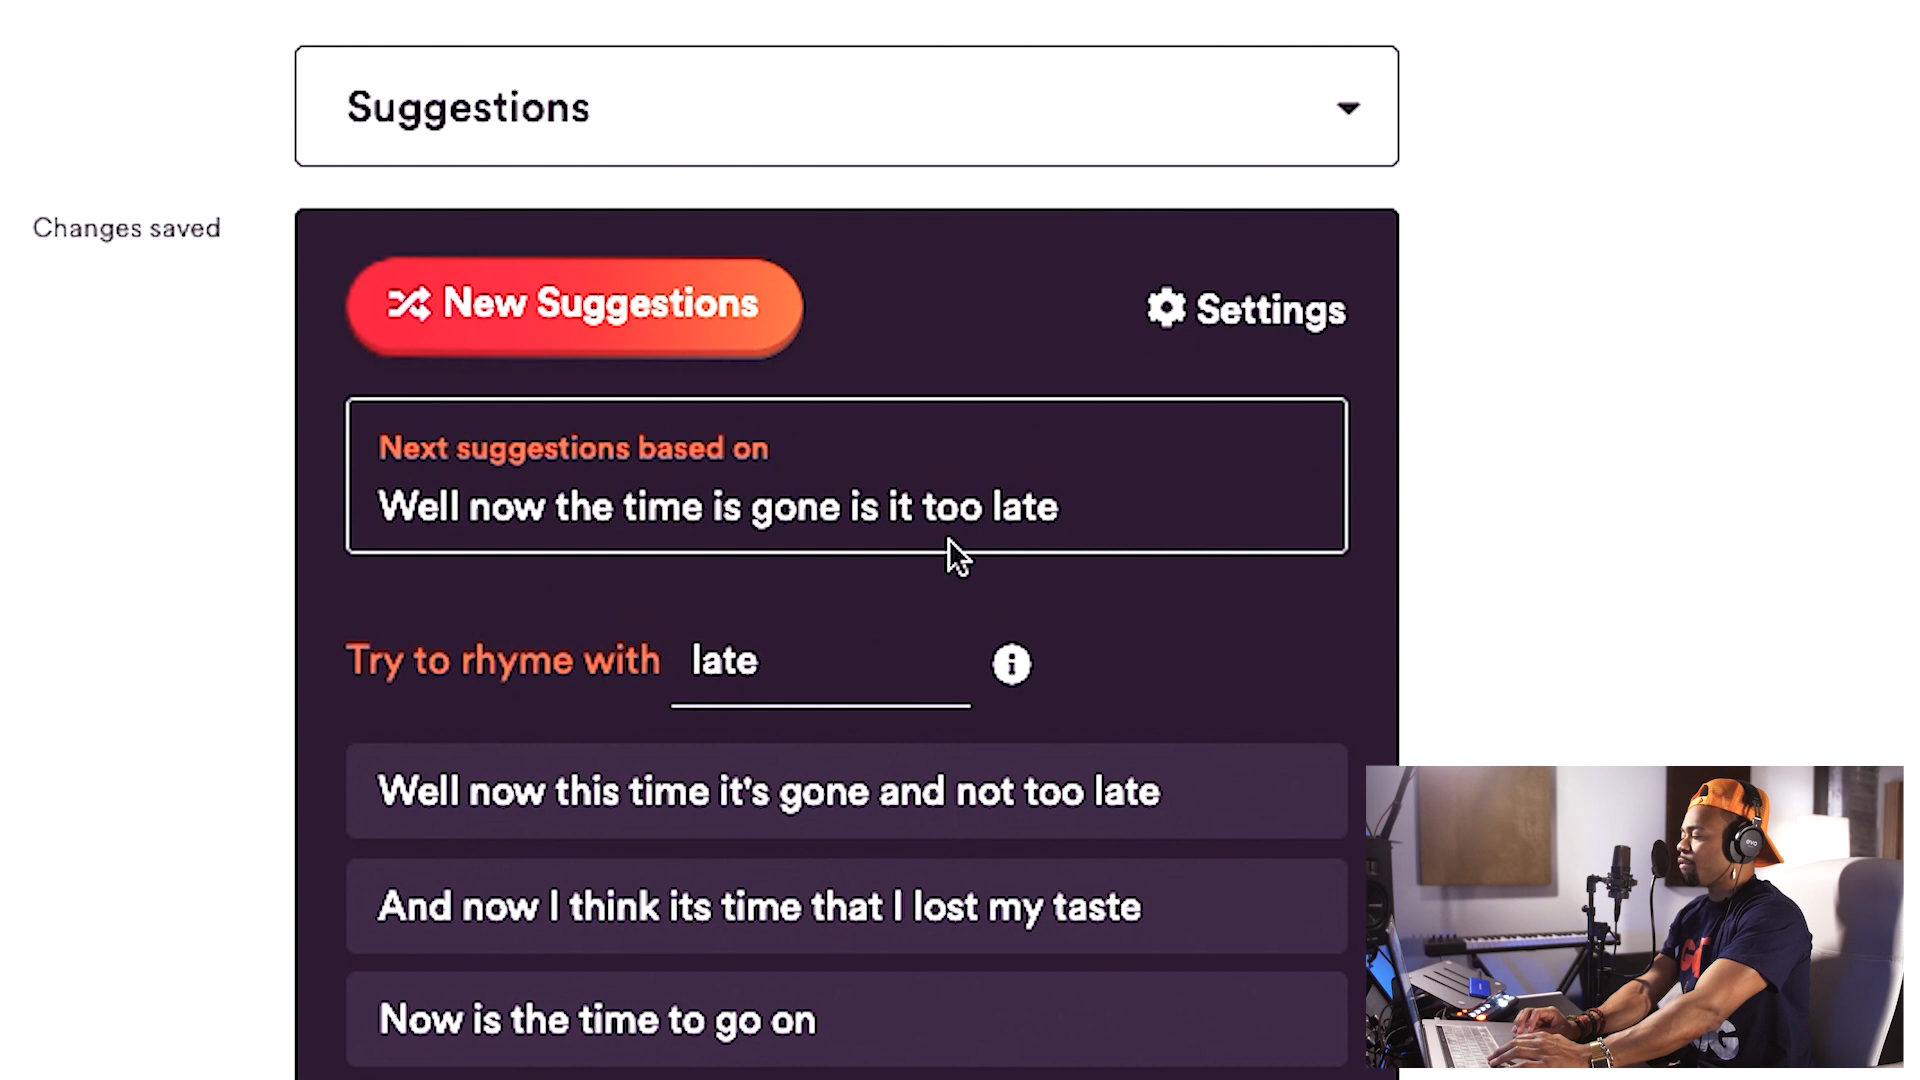 Suggestions
Changes saved
New Suggestions
Settings
Next suggestions based on
Well now the time is gone is it too late
Try to rhyme with late
Well now this time it's gone and not too late
And now I think its time that I lost my taste
Now is the time to go on
evo